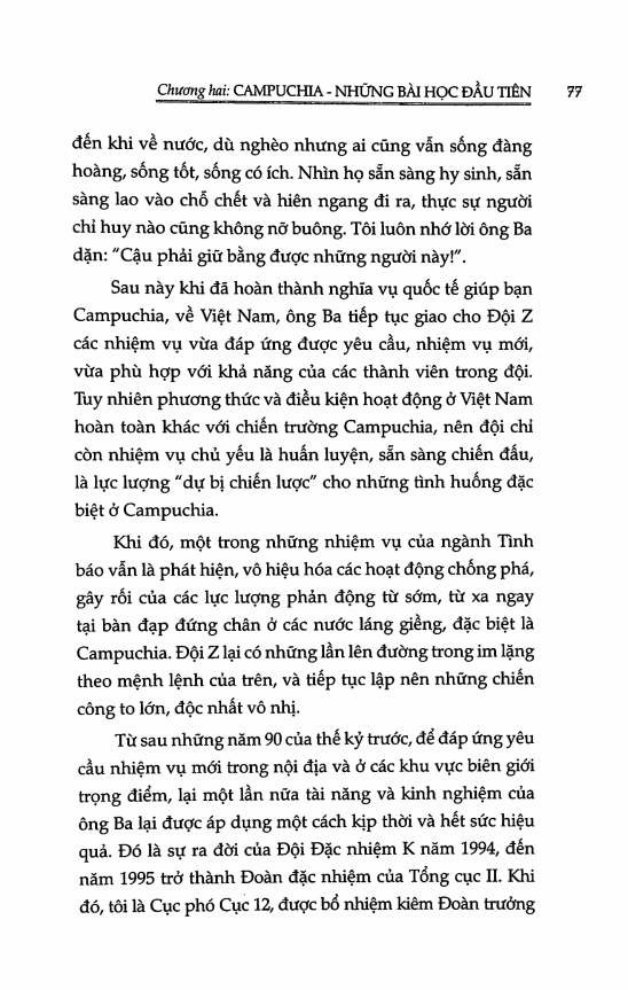 Chương hai: CAMPUCHIA - NHỮNG BÀI HỌC ĐẦU TIÊN 77
đến khi về nước, dù nghèo nhưng ai cũng vẫn sống đàng
hoàng, sống tốt, sống có ích. Nhìn họ sẵn sàng hy sinh, sẵn
sàng lao vào chỗ chết và hiên ngang đi ra, thực sự người
chỉ huy nào cũng không nỡ buông. Tôi luôn nhớ lời ông Ba
dặn: "Cậu phải giữ bằng được những người này!".
Sau này khi đã hoàn thành nghĩa vụ quốc tế giúp bạn
Campuchia, về Việt Nam, ông Ba tiếp tục giao cho Đội Z
các nhiệm vụ vừa đáp ứng được yêu cầu, nhiệm vụ mới,
vừa phù hợp với khả năng của các thành viên trong đội.
Tuy nhiên phương thức và điều kiện hoạt động ở Việt Nam
hoàn toàn khác với chiến trường Campuchia, nên đội chỉ
còn nhiệm vụ chủ yếu là huấn luyện, sẵn sàng chiến đấu,
là lực lượng "dự bị chiến lược" cho những tình huống đặc
biệt ở Campuchia.
Khi đó, một trong những nhiệm vụ của ngành Tình
báo vẫn là phát hiện, vô hiệu hóa các hoạt động chống phá,
gây rối của các lực lượng phản động từ sớm, từ xa ngay
tại bàn đạp đứng chân ở các nước láng giềng, đặc biệt là
Campuchia. Đội Z lại có những lần lên đường trong im lặng
theo mệnh lệnh của trên, và tiếp tục lập nên những chiến
công to lớn, độc nhất vô nhị.
Từ sau những năm 90 của thế kỷ trước, để đáp ứng yêu
cầu nhiệm vụ mới trong nội địa và ở các khu vực biên giới
trọng điểm, lại một lần nữa tài năng và kinh nghiệm của
ông Ba lại được áp dụng một cách kịp thời và hết sức hiệu
quả. Đó là sự ra đời của Đội Đặc nhiệm K năm 1994, đến
năm 1995 trở thành Đoàn đặc nhiệm của Tổng cục II. Khi
đó, tôi là Cục phó Cục 12, được bổ nhiệm kiêm Đoàn trưởng